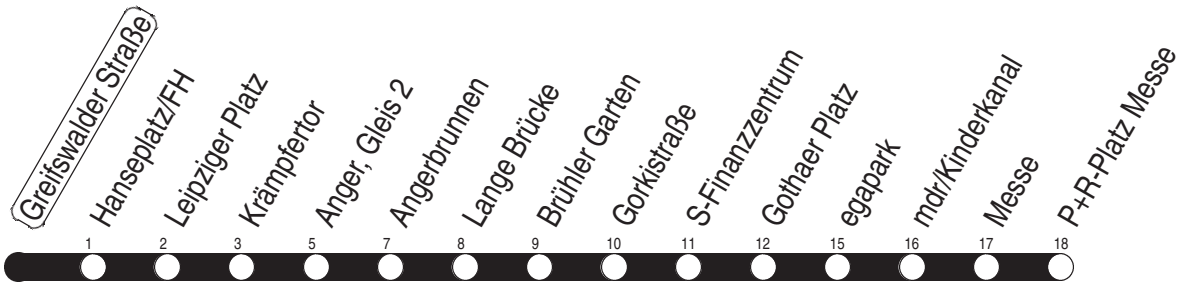 Greifswalder Straße
Hanseplatz/FH
Leipziger Platz
Krämpfertor
Anger, Gleis 2
Angerbrunnen
Lange Brücke
Brühler Garten
Gorkistraße
S-Finanzzentrum
Gothaer Platz
egapark
mdr/Kinderkanal
Messe
P+R-Platz Messe
1 2 3 5 7 8 9 10 11 12 15 16 17 18